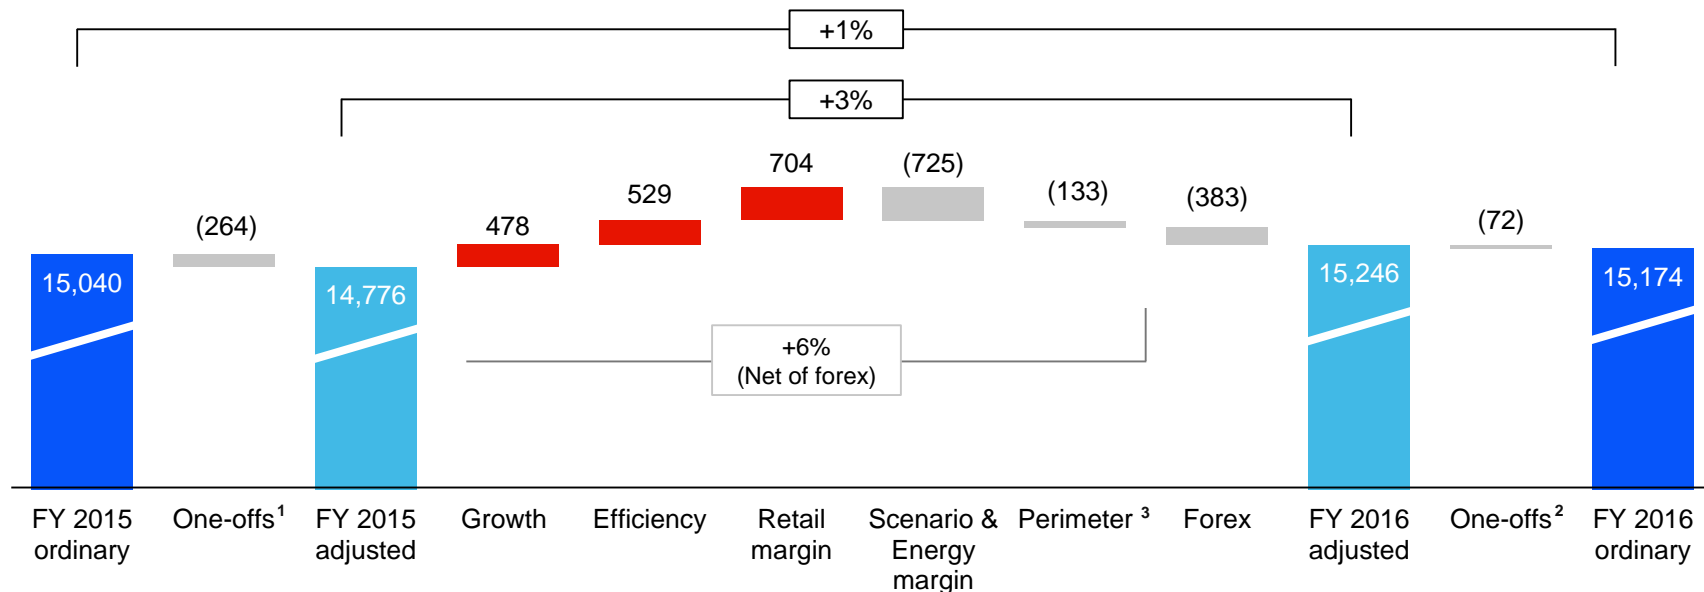 +1%
+3%
704
(725)
529
(133)
(383)
(264)
478
(72)
15,040
14,776
15,246
15,174
+6%
(Net of forex)
FY 2015
ordinary
One-offs¹
FY 2015
adjusted
Growth
Efficiency
Retail
margin
Scenario &
Energy
margin
Perimeter ³
Forex
FY 2016
adjusted
One-offs²
FY 2016
ordinary